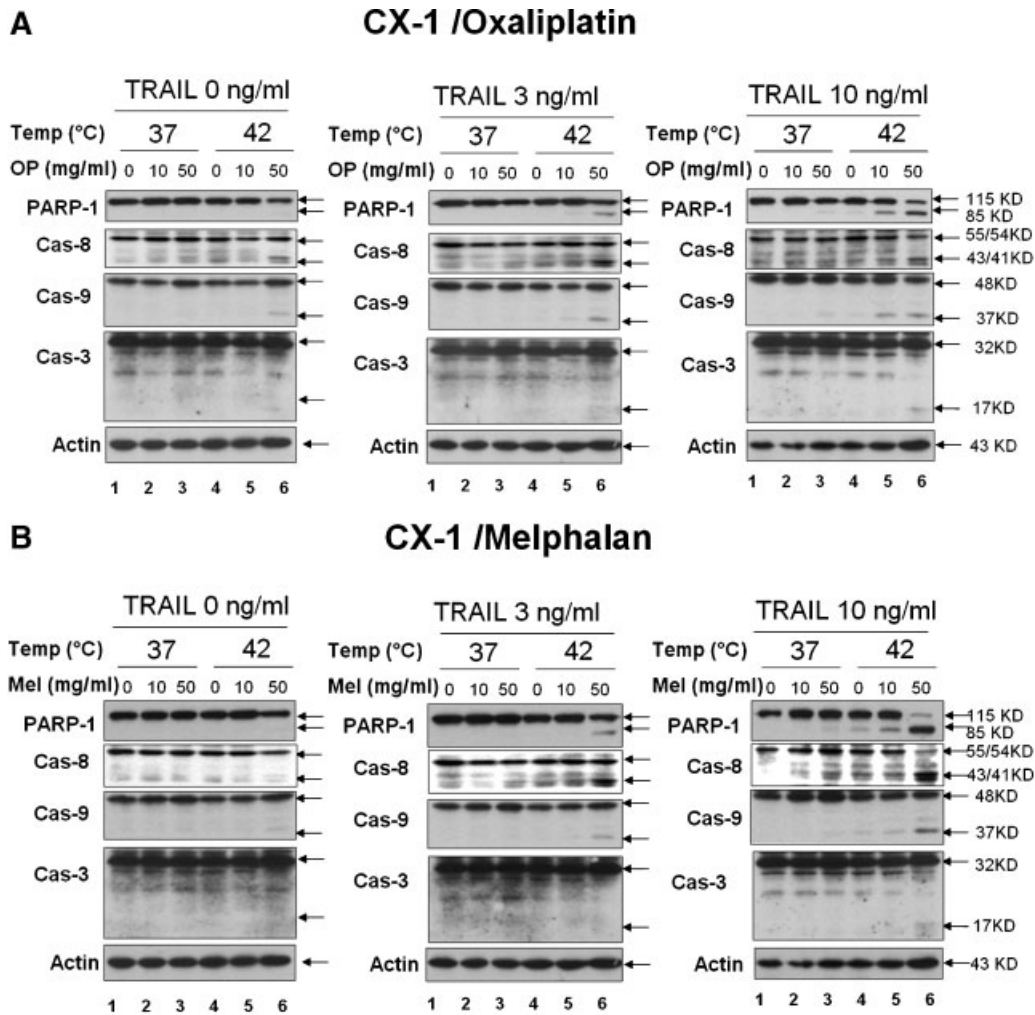 A
CX-1 /Oxaliplatin
TRAIL 0 ng/ml
Temp (°C) 37 42
OP (mg/ml) 0 10 50 0 10 50
PARP-1
Cas-8
Cas-9
Cas-3
Actin
1 2 3 4 5 6
TRAIL 3 ng/ml
Temp (°C) 37 42
OP (mg/ml) 0 10 50 0 10 50
PARP-1
Cas-8
Cas-9
Cas-3
Actin
1 2 3 4 5 6
TRAIL 10 ng/ml
Temp (°C) 37 42
OP (mg/ml) 0 10 50 0 10 50
PARP-1 115 KD
85 KD
Cas-8 55/54KD
43/41KD
Cas-9 48KD
37KD
Cas-3 32KD
17KD
Actin 43 KD
1 2 3 4 5 6
B
CX-1 /Melphalan
TRAIL 0 ng/ml
Temp (°C) 37 42
Mel (mg/ml) 0 10 50 0 10 50
PARP-1
Cas-8
Cas-9
Cas-3
Actin
1 2 3 4 5 6
TRAIL 3 ng/ml
Temp (°C) 37 42
Mel (mg/ml) 0 10 50 0 10 50
PARP-1
Cas-8
Cas-9
Cas-3
Actin
1 2 3 4 5 6
TRAIL 10 ng/ml
Temp (°C) 37 42
Mel (mg/ml) 0 10 50 0 10 50
PARP-1 115 KD
85 KD
Cas-8 55/54KD
43/41KD
Cas-9 48KD
37KD
Cas-3 32KD
17KD
Actin 43 KD
1 2 3 4 5 6